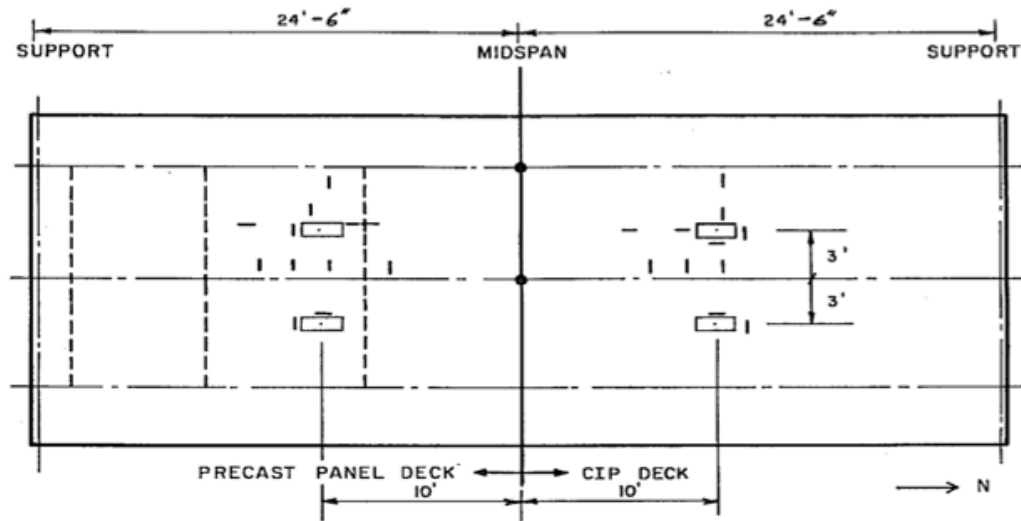 24'-6" 24'-6"
SUPPORT MIDSPAN SUPPORT
3'
3'
PRECAST PANEL DECK CIP DECK
10' 10' N